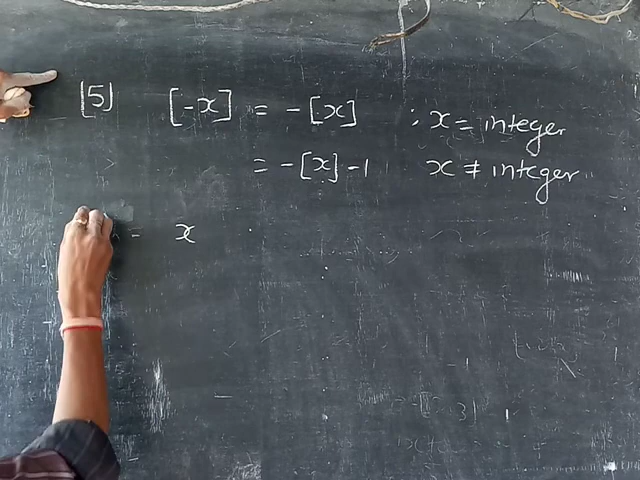 [5] [-x] = -[x] ; x = integer
= -[x] -1 x ≠ integer
= x